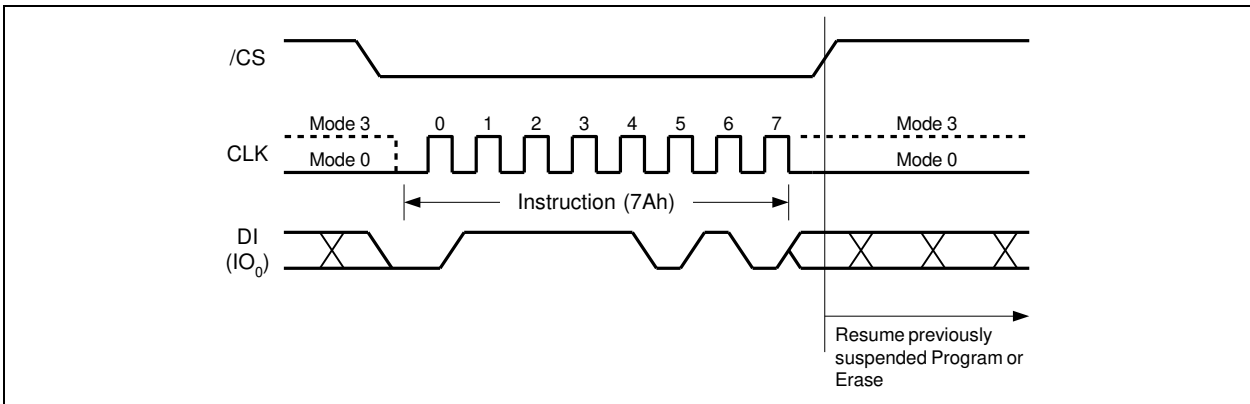 /CS
Mode 3 0 1 2 3 4 5 6 7 Mode 3
CLK
Mode 0 Mode 0
Instruction (7Ah)
DI
(IO0)
Resume previously
suspended Program or
Erase